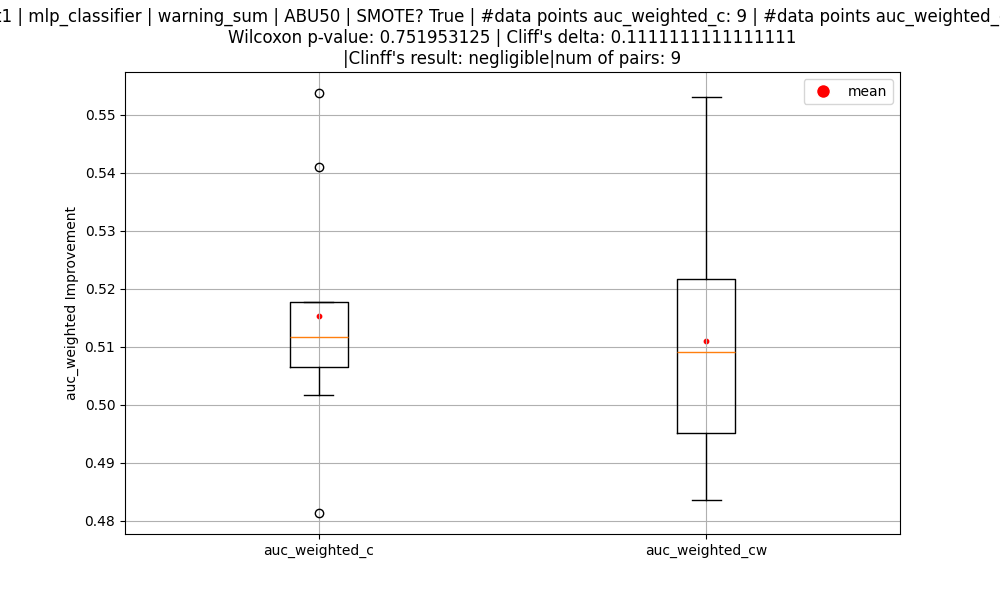 | mlp_classifier | warning_sum | ABU50 | SMOTE? True | #data points auc_weighted_c: 9 | #data points auc_weighted_
Wilcoxon p-value: 0.751953125 | Cliff's delta: 0.1111111111111111
|Clinff's result: negligible|num of pairs: 9
mean
auc_weighted Improvement
0.55
0.54
0.53
0.52
0.51
0.50
0.49
0.48
auc_weighted_c
auc_weighted_cw